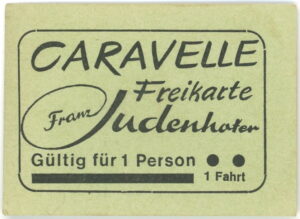 CARAVELLE
Freikarte
Franz Judenhofer
Gültig für 1 Person
1 Fahrt